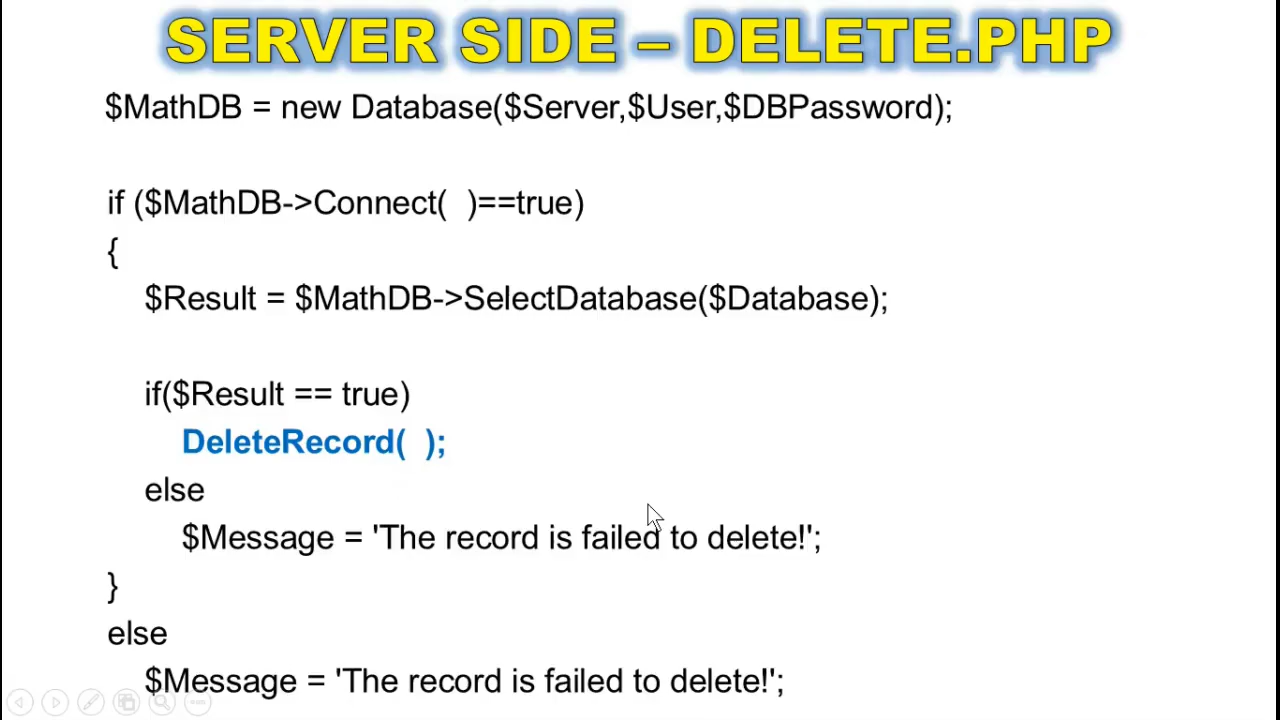 SERVER SIDE – DELETE.PHP
$MathDB = new Database($Server,$User,$DBPassword);
if ($MathDB->Connect(  )==true)
{
$Result = $MathDB->SelectDatabase($Database);
if($Result == true)
DeleteRecord(  );
else
$Message = 'The record is failed to delete!';
}
else
$Message = 'The record is failed to delete!';